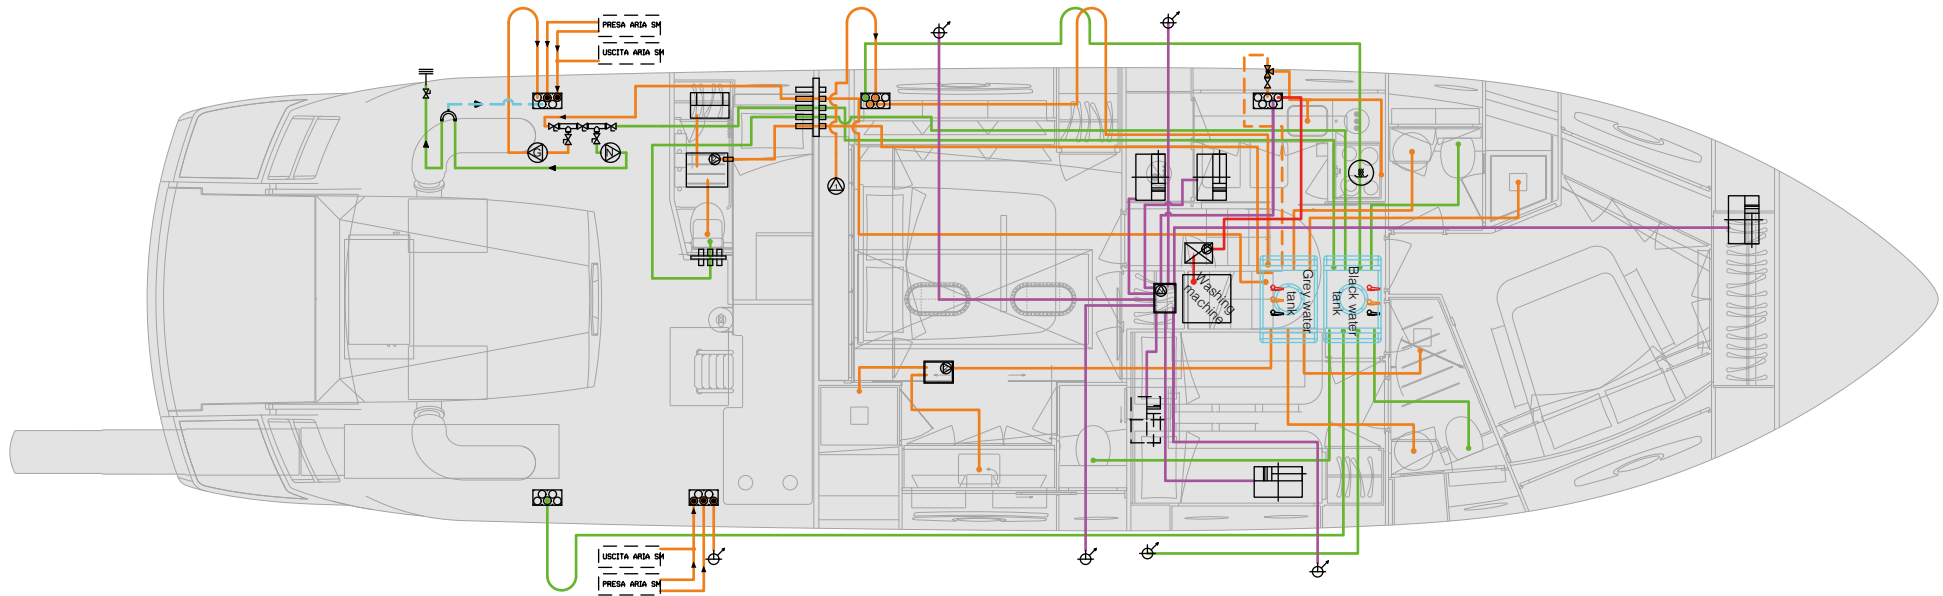 PRESA ARIA SM
USCITA ARIA SM
G
N
Washing
machine
Grey water
tank
Black water
tank
USCITA ARIA SM
PRESA ARIA SM